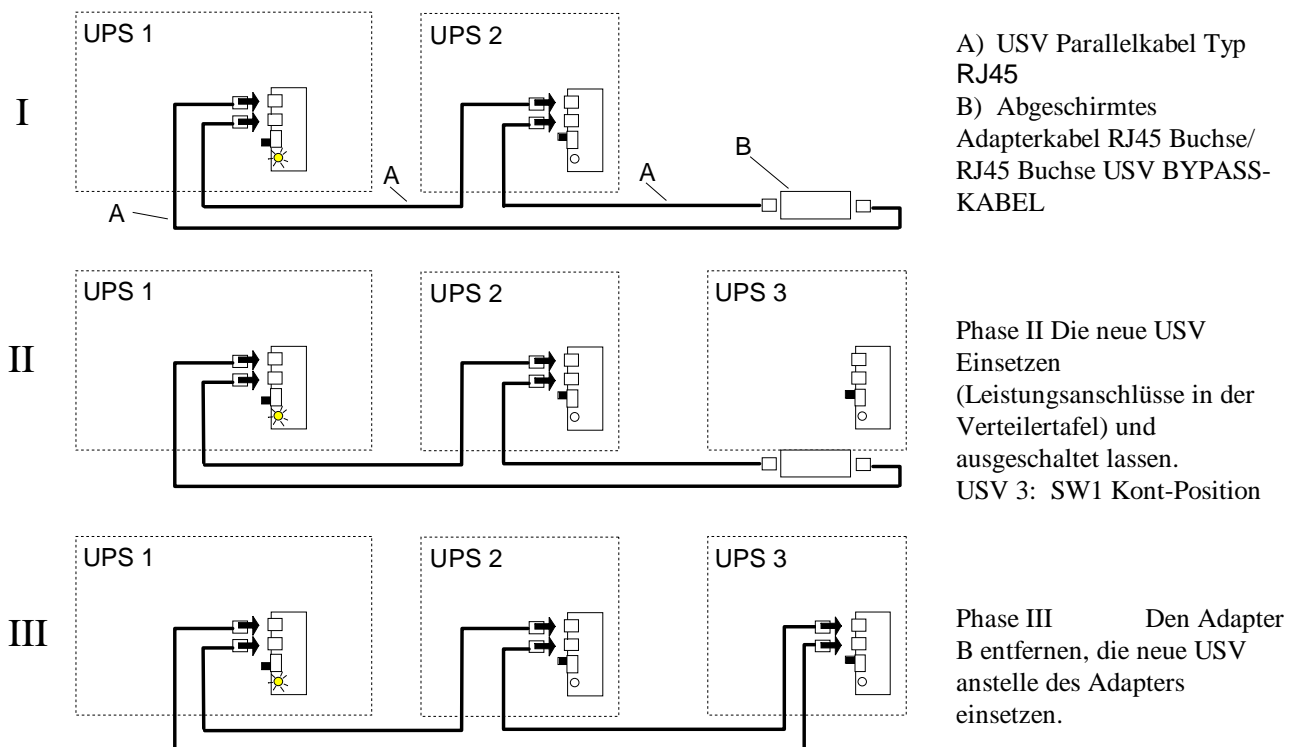 UPS 1
UPS 2
I
A
A
A
B
A) USV Parallelkabel Typ
RJ45
B) Abgeschirmtes
Adapterkabel RJ45 Buchse/
RJ45 Buchse USV BYPASS-
KABEL
UPS 1
UPS 2
UPS 3
II
Phase II Die neue USV
Einsetzen
(Leistungsanschlüsse in der
Verteilertafel) und
ausgeschaltet lassen.
USV 3: SW1 Kont-Position
UPS 1
UPS 2
UPS 3
III
Phase III Den Adapter
B entfernen, die neue USV
anstelle des Adapters
einsetzen.